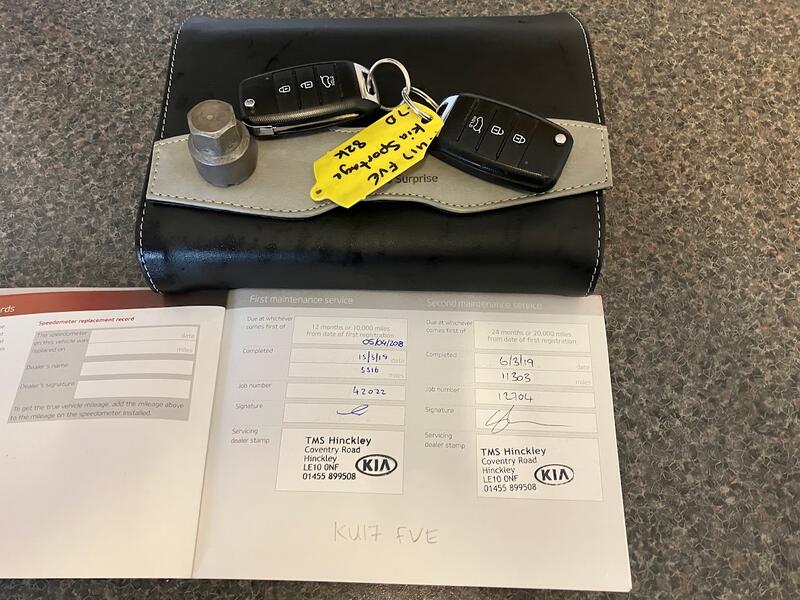 HOLD
HOLD
KU17 FVE
Kia Sportage
82K
Surprise
Speedometer replacement record
The speedometer
on this vehicle was
replaced on
date
miles
Dealer's name
Dealer's signature
To get the true vehicle mileage, add the mileage above
to the mileage on the speedometer installed.
First maintenance service
Due at whichever
comes first of
12 months or 10,000 miles
from date of first registration
05/04/2018
Completed
date
5516
miles
Job number
42022
Signature
Servicing
dealer stamp
TMS Hinckley
Coventry Road
Hinckley
LE10 0NF
01455 899508
KIA
Second maintenance service
Due at whichever
comes first of
24 months or 20,000 miles
from date of first registration
Completed
6/3/19
date
11303
miles
Job number
12704
Signature
Servicing
dealer stamp
TMS Hinckley
Coventry Road
Hinckley
LE10 0NF
01455 899508
KIA
KU17 FVE